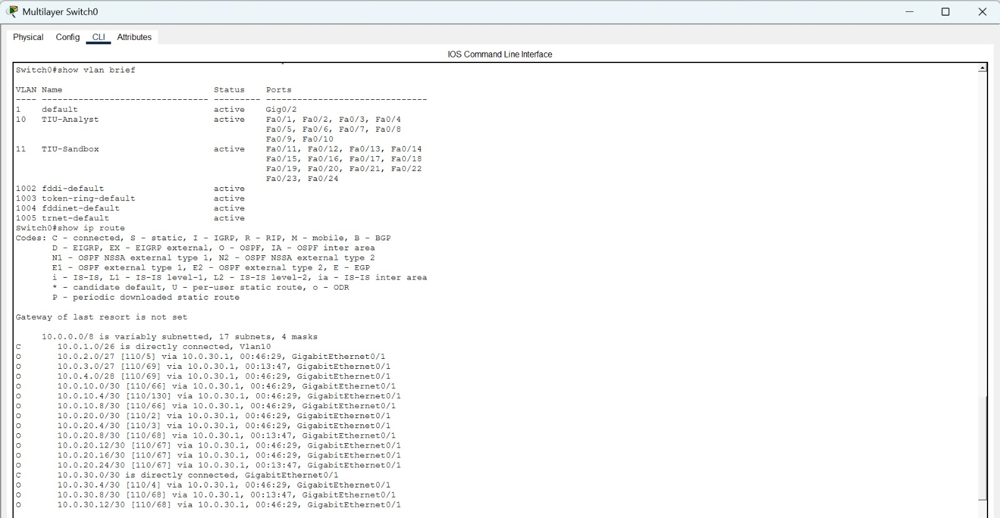 Multilayer Switch0
Physical Config CLI Attributes
IOS Command Line Interface
Switch0#show vlan brief
VLAN Name                             Status    Ports
---- -------------------------------- --------- -------------------------------
1    default                          active    Gig0/2
10   TIU-Analyst                      active    Fa0/1, Fa0/2, Fa0/3, Fa0/4
                                                Fa0/5, Fa0/6, Fa0/7, Fa0/8
                                                Fa0/9, Fa0/10
11   TIU-Sandbox                      active    Fa0/11, Fa0/12, Fa0/13, Fa0/14
                                                Fa0/15, Fa0/16, Fa0/17, Fa0/18
                                                Fa0/19, Fa0/20, Fa0/21, Fa0/22
                                                Fa0/23, Fa0/24
1002 fddi-default                     active
1003 token-ring-default               active
1004 fddinet-default                  active
1005 trnet-default                    active
Switch0#show ip route
Codes: C - connected, S - static, I - IGRP, R - RIP, M - mobile, B - BGP
       D - EIGRP, EX - EIGRP external, O - OSPF, IA - OSPF inter area
       N1 - OSPF NSSA external type 1, N2 - OSPF NSSA external type 2
       E1 - OSPF external type 1, E2 - OSPF external type 2, E - EGP
       i - IS-IS, L1 - IS-IS level-1, L2 - IS-IS level-2, ia - IS-IS inter area
       * - candidate default, U - per-user static route, o - ODR
       P - periodic downloaded static route
Gateway of last resort is not set
     10.0.0.0/8 is variably subnetted, 17 subnets, 4 masks
C       10.0.1.0/26 is directly connected, Vlan10
O       10.0.2.0/27 [110/5] via 10.0.30.1, 00:46:29, GigabitEthernet0/1
O       10.0.3.0/27 [110/69] via 10.0.30.1, 00:13:47, GigabitEthernet0/1
O       10.0.4.0/28 [110/69] via 10.0.30.1, 00:46:29, GigabitEthernet0/1
O       10.0.10.0/30 [110/66] via 10.0.30.1, 00:46:29, GigabitEthernet0/1
O       10.0.10.4/30 [110/130] via 10.0.30.1, 00:46:29, GigabitEthernet0/1
O       10.0.10.8/30 [110/66] via 10.0.30.1, 00:46:29, GigabitEthernet0/1
O       10.0.20.0/30 [110/2] via 10.0.30.1, 00:46:29, GigabitEthernet0/1
O       10.0.20.4/30 [110/3] via 10.0.30.1, 00:46:29, GigabitEthernet0/1
O       10.0.20.8/30 [110/68] via 10.0.30.1, 00:13:47, GigabitEthernet0/1
O       10.0.20.12/30 [110/67] via 10.0.30.1, 00:46:29, GigabitEthernet0/1
O       10.0.20.16/30 [110/67] via 10.0.30.1, 00:46:29, GigabitEthernet0/1
O       10.0.20.24/30 [110/67] via 10.0.30.1, 00:13:47, GigabitEthernet0/1
C       10.0.30.0/30 is directly connected, GigabitEthernet0/1
O       10.0.30.4/30 [110/4] via 10.0.30.1, 00:46:29, GigabitEthernet0/1
O       10.0.30.8/30 [110/68] via 10.0.30.1, 00:13:47, GigabitEthernet0/1
O       10.0.30.12/30 [110/68] via 10.0.30.1, 00:46:29, GigabitEthernet0/1